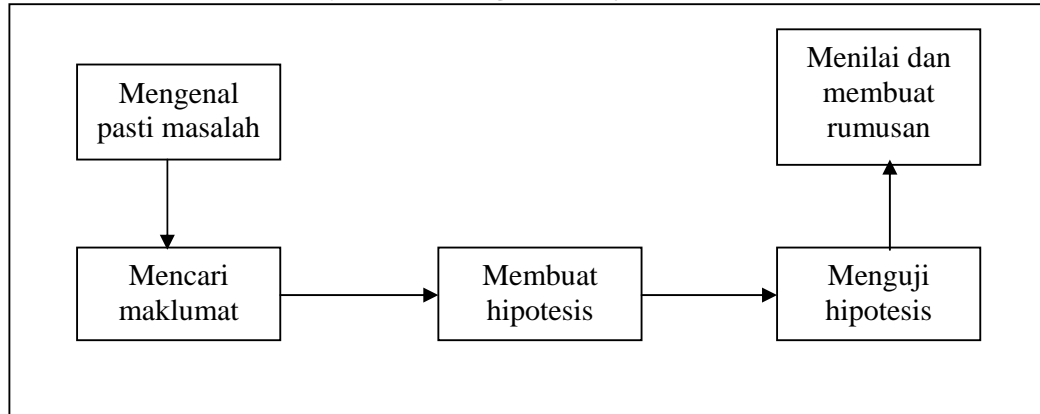 Mengenal
pasti masalah
Mencari
maklumat
Membuat
hipotesis
Menguji
hipotesis
Menilai dan
membuat
rumusan